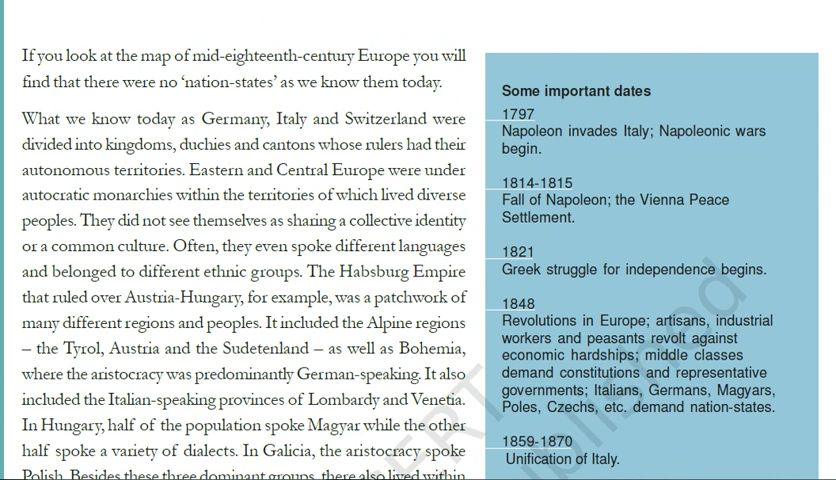 If you look at the map of mid-eighteenth-century Europe you will
find that there were no ‘nation-states’ as we know them today.
What we know today as Germany, Italy and Switzerland were
divided into kingdoms, duchies and cantons whose rulers had their
autonomous territories. Eastern and Central Europe were under
autocratic monarchies within the territories of which lived diverse
peoples. They did not see themselves as sharing a collective identity
or a common culture. Often, they even spoke different languages
and belonged to different ethnic groups. The Habsburg Empire
that ruled over Austria-Hungary, for example, was a patchwork of
many different regions and peoples. It included the Alpine regions
– the Tyrol, Austria and the Sudetenland – as well as Bohemia,
where the aristocracy was predominantly German-speaking. It also
included the Italian-speaking provinces of Lombardy and Venetia.
In Hungary, half of the population spoke Magyar while the other
half spoke a variety of dialects. In Galicia, the aristocracy spoke
Polish. Besides these three dominant groups, there also lived within
Some important dates
1797
Napoleon invades Italy; Napoleonic wars
begin.
1814-1815
Fall of Napoleon; the Vienna Peace
Settlement.
1821
Greek struggle for independence begins.
1848
Revolutions in Europe; artisans, industrial
workers and peasants revolt against
economic hardships; middle classes
demand constitutions and representative
governments; Italians, Germans, Magyars,
Poles, Czechs, etc. demand nation-states.
1859-1870
Unification of Italy.